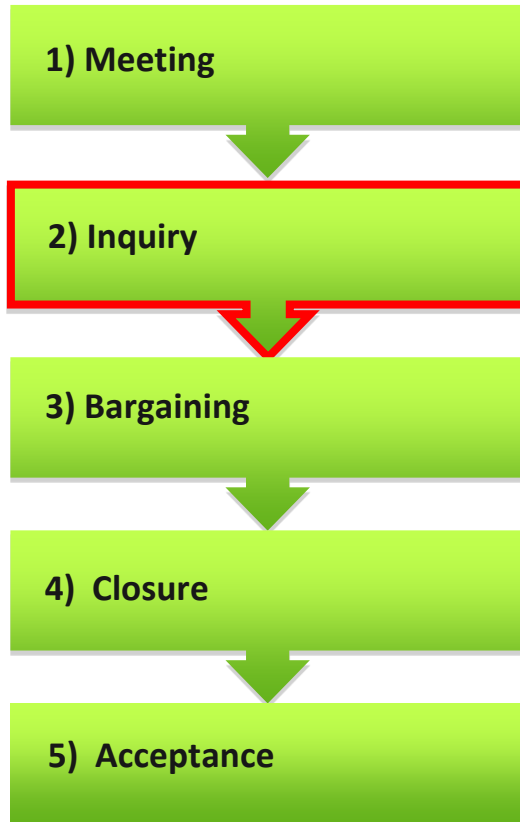 1) Meeting
2) Inquiry
3) Bargaining
4) Closure
5) Acceptance